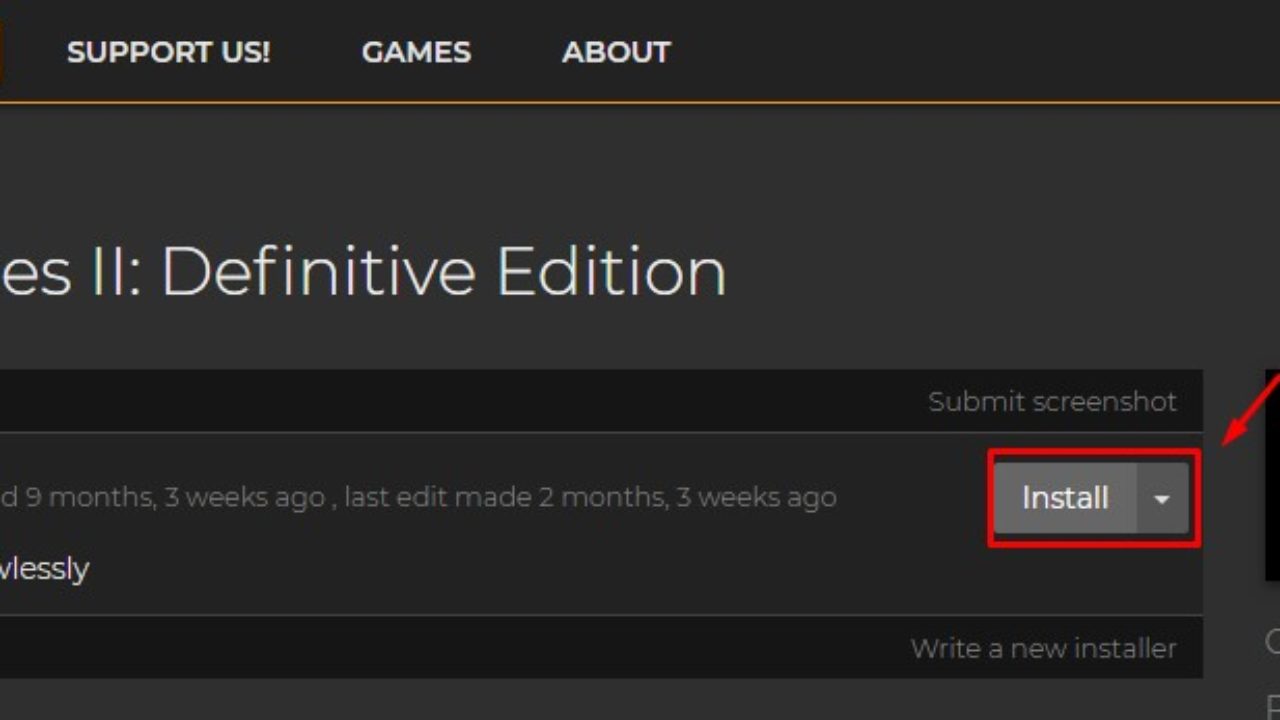 SUPPORT US! GAMES ABOUT
es II: Definitive Edition
Submit screenshot
d 9 months, 3 weeks ago , last edit made 2 months, 3 weeks ago
Install
wlessly
Write a new installer